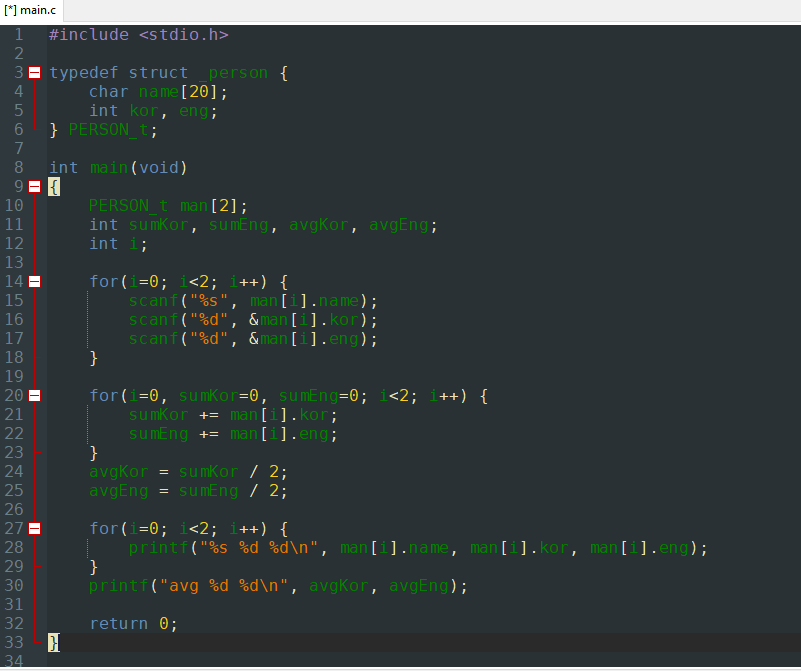 [*] main.c
1 #include <stdio.h>
2
3 typedef struct _person {
4     char name[20];
5     int kor, eng;
6 } PERSON_t;
7
8 int main(void)
9 {
10     PERSON_t man[2];
11     int sumKor, sumEng, avgKor, avgEng;
12     int i;
13
14     for(i=0; i<2; i++) {
15         scanf("%s", man[i].name);
16         scanf("%d", &man[i].kor);
17         scanf("%d", &man[i].eng);
18     }
19
20     for(i=0, sumKor=0, sumEng=0; i<2; i++) {
21         sumKor += man[i].kor;
22         sumEng += man[i].eng;
23     }
24     avgKor = sumKor / 2;
25     avgEng = sumEng / 2;
26
27     for(i=0; i<2; i++) {
28         printf("%s %d %d\n", man[i].name, man[i].kor, man[i].eng);
29     }
30     printf("avg %d %d\n", avgKor, avgEng);
31
32     return 0;
33 }
34